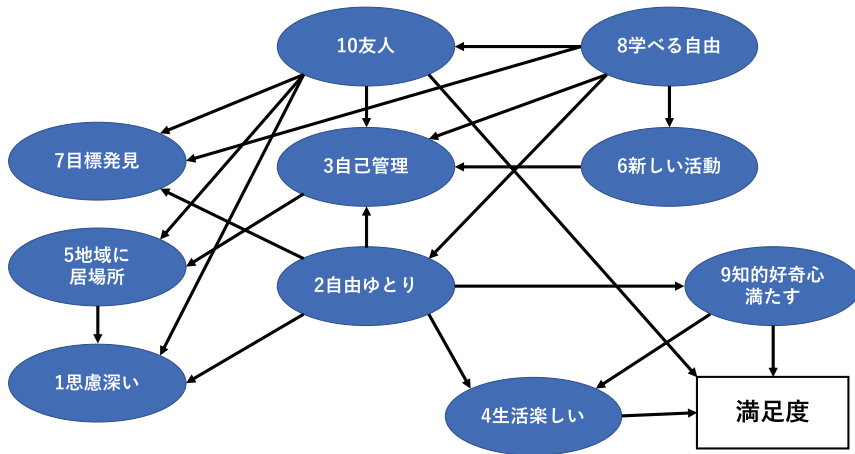 10友人
8学べる自由
7目標発見
3自己管理
6新しい活動
5地域に
居場所
2自由ゆとり
9知的好奇心
満たす
1思慮深い
4生活楽しい
満足度